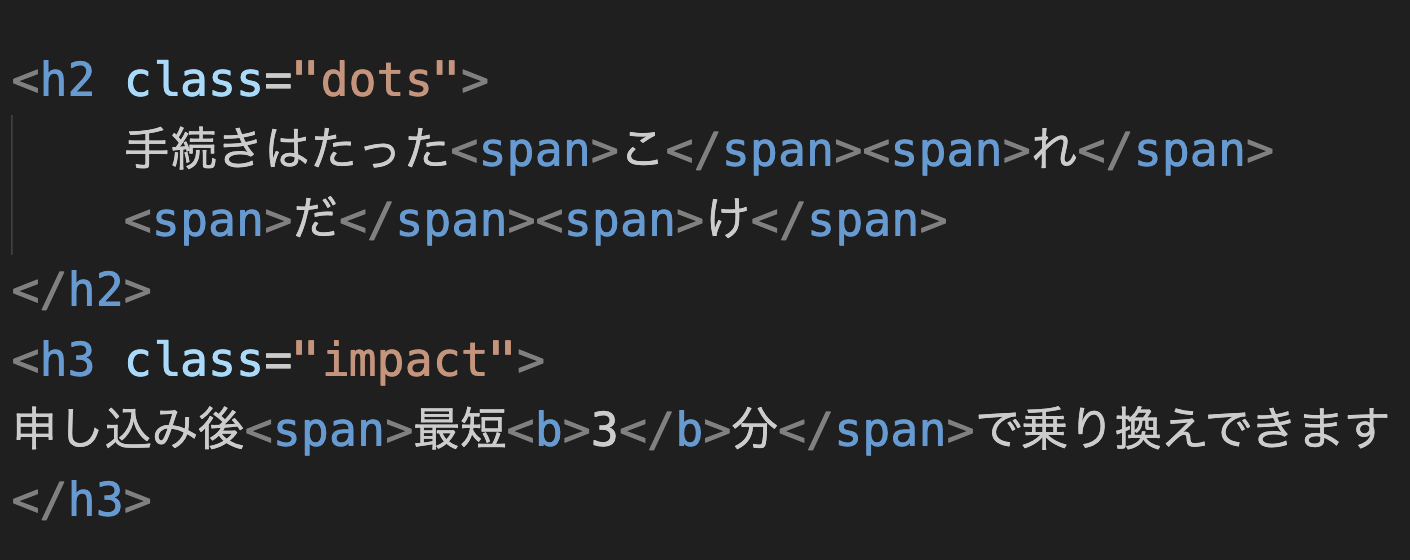 <h2 class="dots">
手続きはたった<span>こ</span><span>れ</span>
<span>だ</span><span>け</span>
</h2>
<h3 class="impact">
申し込み後<span>最短<b>3</b>分</span>で乗り換えできます
</h3>